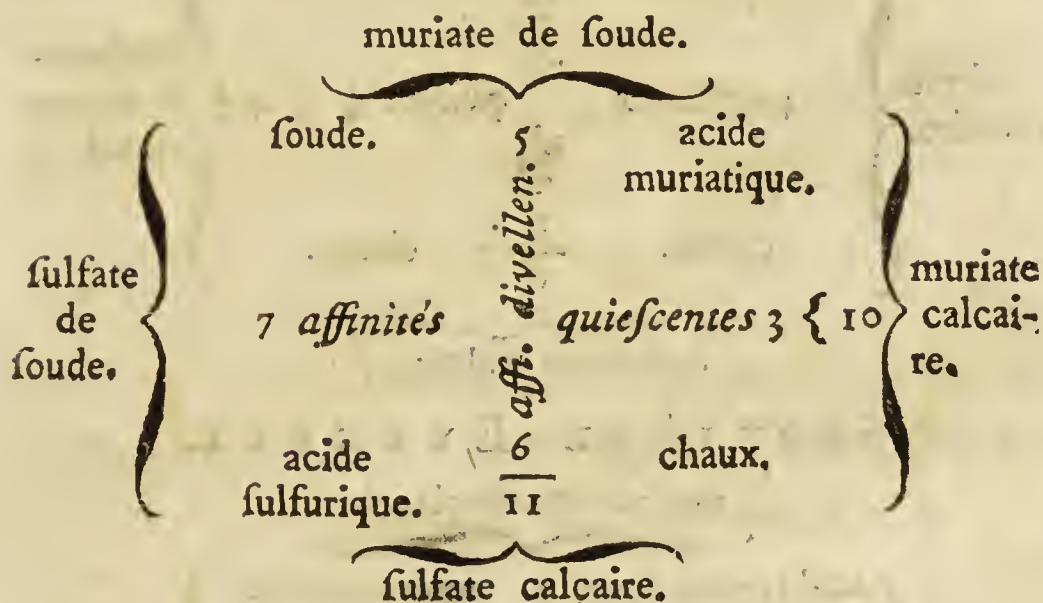 muriate de ſoude.
ſoude.
acide
muriatique.
ſulfate
de
ſoude.
7 affinités
6 affi. divellen. 5
11
quieſcentes 3 { 10
muriate
calcai-
re.
acide
ſulfurique.
chaux.
ſulfate calcaire.